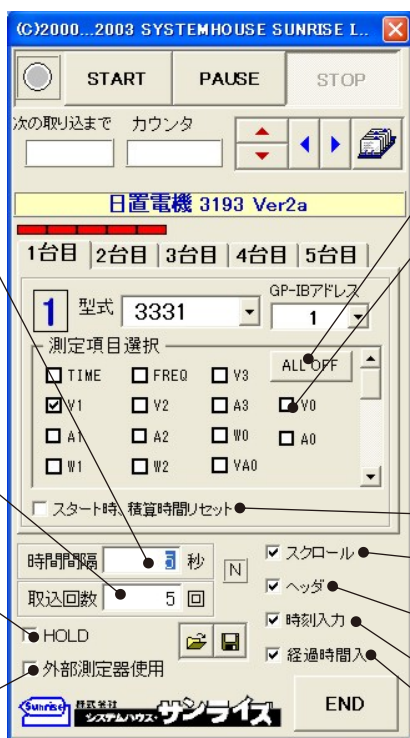 (C)2000...2003 SYSTEMHOUSE SUNRISE I..
START PAUSE STOP
次の取り込まで カウンタ
日置電機 3193 Ver2a
1台目 2台目 3台目 4台目 5台目
1 型式 3331 GP-IBアドレス 1
測定項目選択
TIME FREQ V3 ALL OFF
V1 V2 A3 V0
A1 A2 W0 A0
W1 W2 VA0
スタート時、積算時間リセット
時間間隔 秒 N スクロール
取込回数 5 回 ヘッダ
HOLD 時刻入力
外部測定器使用 経過時間入
Sunrise 株式会社 システムハウス・サンライズ END